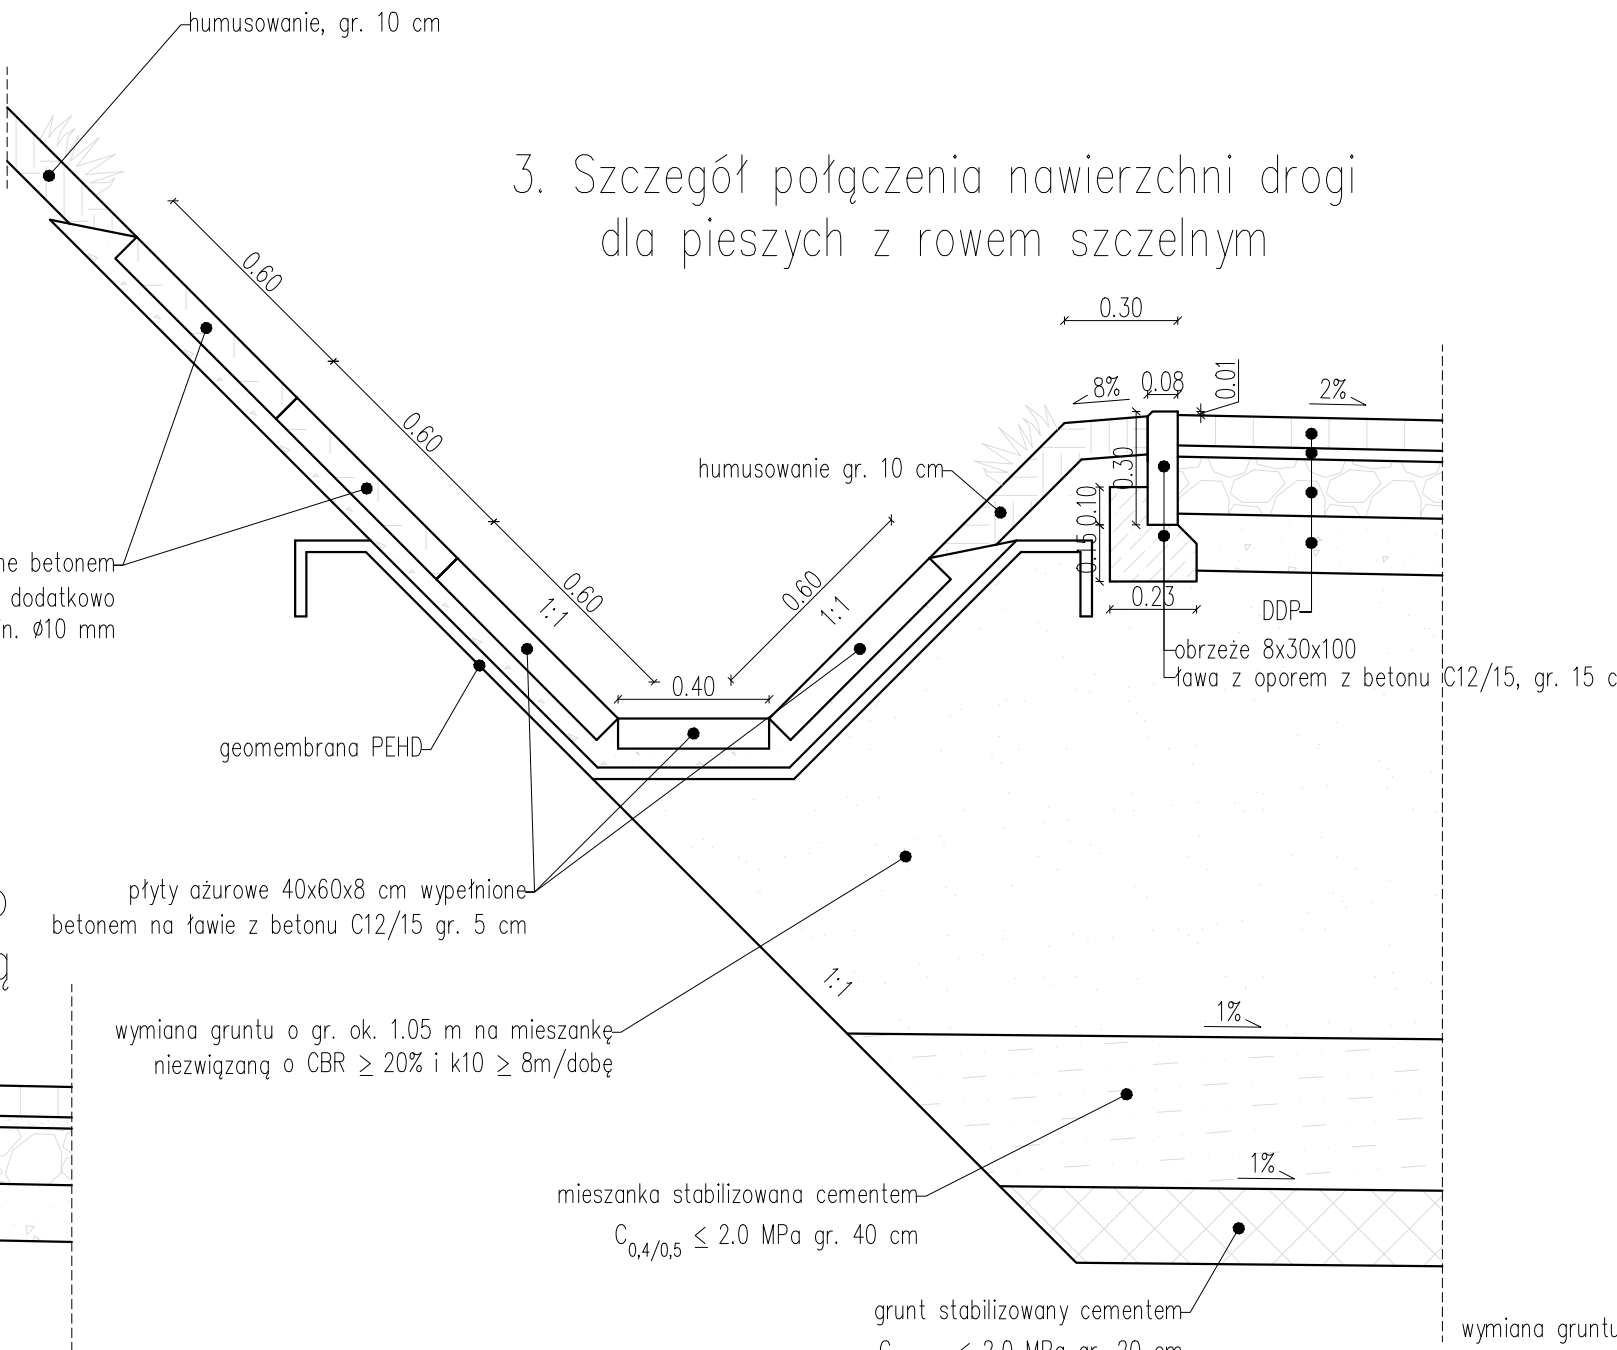 humusowanie, gr. 10 cm
3. Szczegół połączenia nawierzchni drogi
dla pieszych z rowem szczelnym
0.60
0.60
0.60
1:1
0.60
1:1
0.40
0.30
8%
0.08
0.01
2%
humusowanie gr. 10 cm
0.30
0.10
0.15
0.23
DDP
obrzeże 8x30x100
ława z oporem z betonu C12/15, gr. 15 c
ne betonem
dodatkowo
n. ø10 mm
geomembrana PEHD
płyty ażurowe 40x60x8 cm wypełnione
betonem na ławie z betonu C12/15 gr. 5 cm
ą
1:1
wymiana gruntu o gr. ok. 1.05 m na mieszankę
niezwiązaną o CBR ≥ 20% i k10 ≥ 8m/dobę
1%
mieszanka stabilizowana cementem
C0,4/0,5 ≤ 2.0 MPa gr. 40 cm
1%
grunt stabilizowany cementem
≤ 2.0 MPa gr. 20 cm
wymiana gruntu